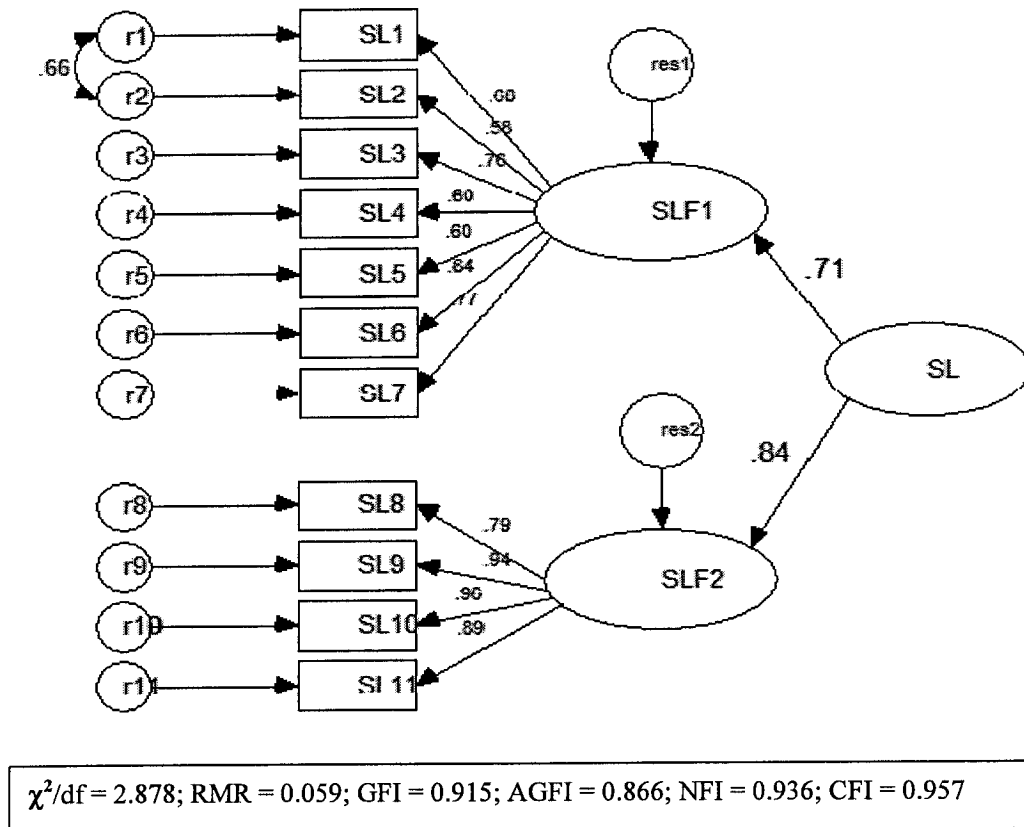 r1 SL1
.66
r2 SL2
r3 SL3
r4 SL4
r5 SL5
r6 SL6
r7 SL7
res1
.58
.76
.60
.60
SLF1
.71
SL
.84
res2
r8 SL8
r9 SL9
r10 SL10
r11 SL11
.79
.94
.90
.89
SLF2
χ²/df = 2.878; RMR = 0.059; GFI = 0.915; AGFI = 0.866; NFI = 0.936; CFI = 0.957